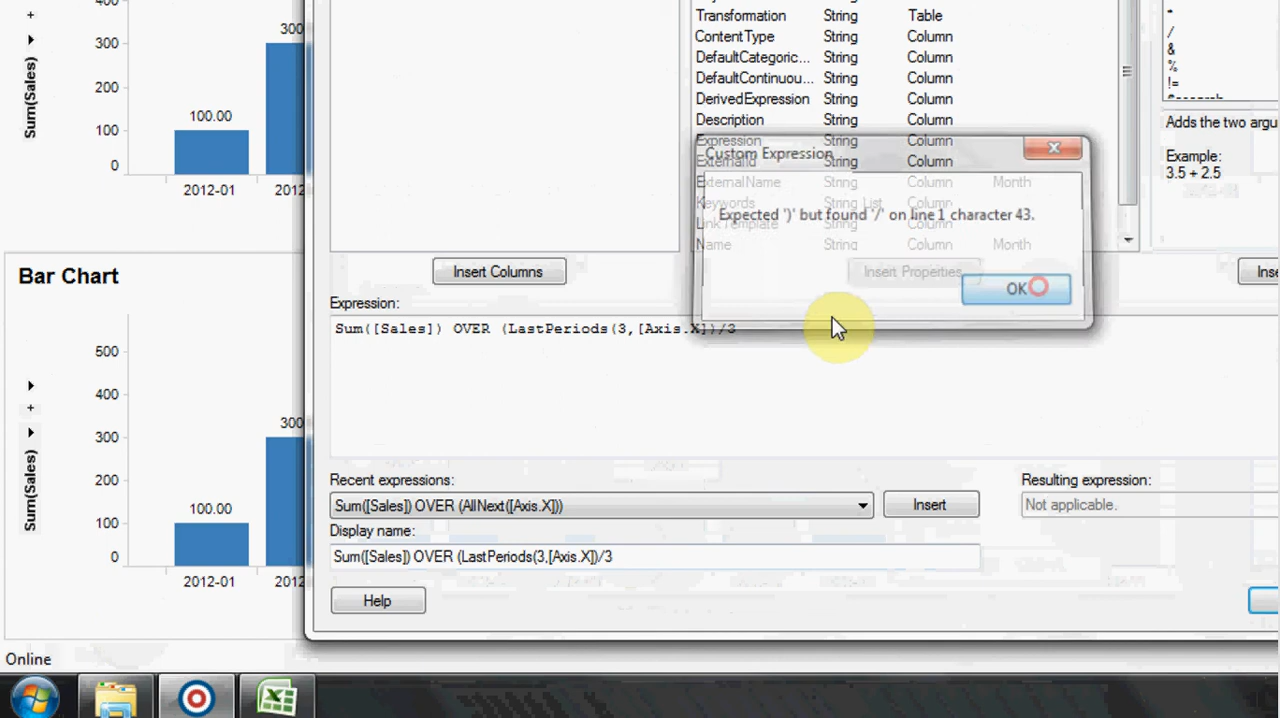 400
+
300
300
Sum(Sales)
200
100.00
100
0
2012-01
2012
Bar Chart
500
400
+
300
300
Sum(Sales)
200
100.00
100
0
2012-01
2012
Online
Transformation String Table
ContentType String Column
DefaultCategoric... String Column
DefaultContinuou... String Column
DerivedExpression String Column
Description String Column
Expression String Column
ExternalId String Column
ExternalName String Column Month
Keywords String List Column
LinkTemplate String Column
Name String Column Month
*
/
&
%
!=
Adds the two argu
Example:
3.5 + 2.5
Custom Expression
Expected ')' but found '/' on line 1 character 43.
OK
Insert Columns
Insert Properties
Inse
Expression:
Sum([Sales]) OVER (LastPeriods(3,[Axis.X])/3
Recent expressions:
Sum([Sales]) OVER (AllNext([Axis.X]))
Insert
Resulting expression:
Not applicable.
Display name:
Sum([Sales]) OVER (LastPeriods(3,[Axis.X])/3
Help